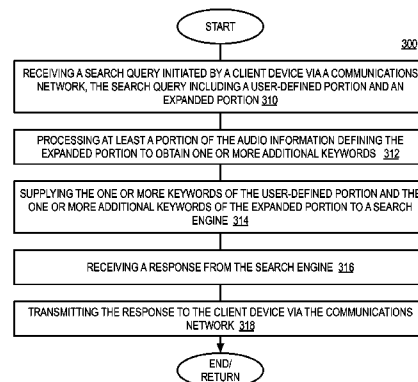 START
300
RECEIVING A SEARCH QUERY INITIATED BY A CLIENT DEVICE VIA A COMMUNICATIONS
NETWORK, THE SEARCH QUERY INCLUDING A USER-DEFINED PORTION AND AN
EXPANDED PORTION 310
PROCESSING AT LEAST A PORTION OF THE AUDIO INFORMATION DEFINING THE
EXPANDED PORTION TO OBTAIN ONE OR MORE ADDITIONAL KEYWORDS 312
SUPPLYING THE ONE OR MORE KEYWORDS OF THE USER-DEFINED PORTION AND THE
ONE OR MORE ADDITIONAL KEYWORDS OF THE EXPANDED PORTION TO A SEARCH
ENGINE 314
RECEIVING A RESPONSE FROM THE SEARCH ENGINE 316
TRANSMITTING THE RESPONSE TO THE CLIENT DEVICE VIA THE COMMUNICATIONS
NETWORK 318
END/
RETURN